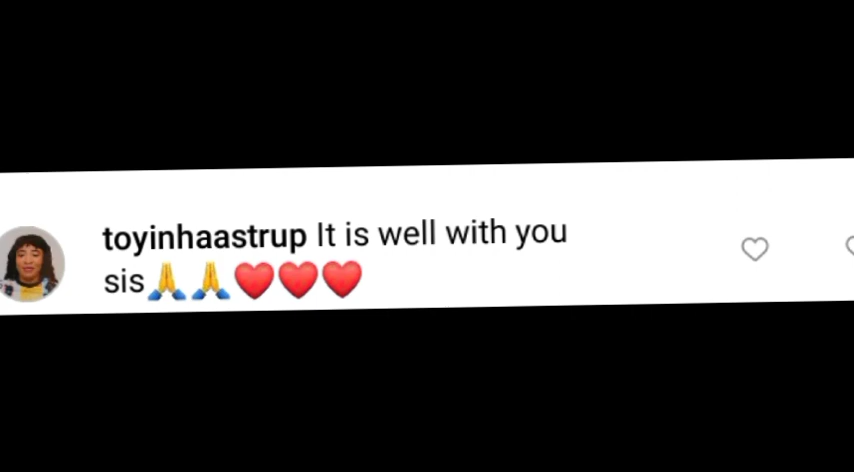 toyinhaastrup It is well with you
sis🙏🙏❤️❤️❤️